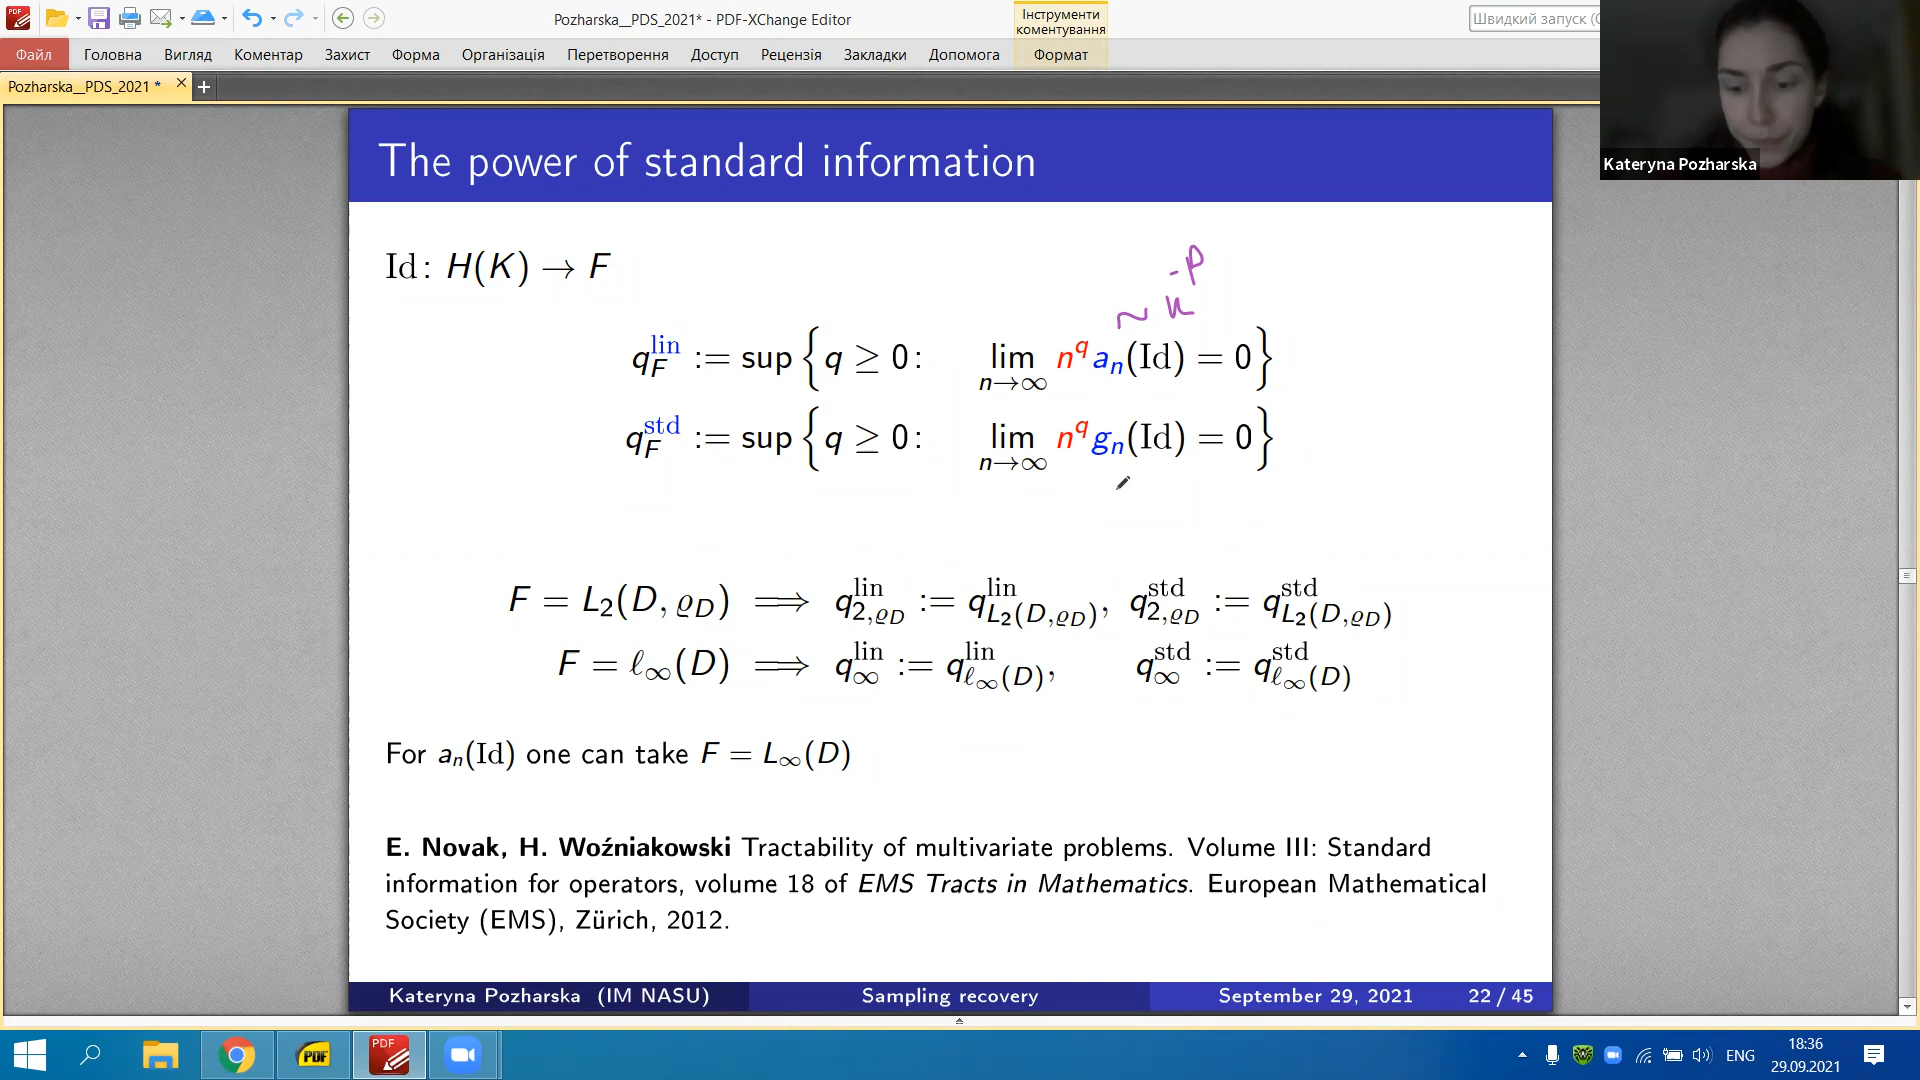 Pozharska__PDS_2021* - PDF-XChange Editor
Інструменти коментування
Швидкий запуск (C
Файл Головна Вигляд Коментар Захист Форма Організація Перетворення Доступ Рецензія Закладки Допомога Формат
Pozharska__PDS_2021 *
Kateryna Pozharska
The power of standard information
Id: H(K) → F
~ n^{-p}
q_F^{lin} := sup { q ≥ 0: lim_{n→∞} n^q a_n(Id) = 0 }
q_F^{std} := sup { q ≥ 0: lim_{n→∞} n^q g_n(Id) = 0 }
F = L_2(D, ϱ_D) ⟹ q_{2,ϱ_D}^{lin} := q_{L_2(D,ϱ_D)}^{lin}, q_{2,ϱ_D}^{std} := q_{L_2(D,ϱ_D)}^{std}
F = ℓ_∞(D) ⟹ q_∞^{lin} := q_{ℓ_∞(D)}^{lin}, q_∞^{std} := q_{ℓ_∞(D)}^{std}
For a_n(Id) one can take F = L_∞(D)
E. Novak, H. Woźniakowski Tractability of multivariate problems. Volume III: Standard
information for operators, volume 18 of EMS Tracts in Mathematics. European Mathematical
Society (EMS), Zürich, 2012.
Kateryna Pozharska (IM NASU) Sampling recovery September 29, 2021 22 / 45
PDF PDF ENG 18:36
29.09.2021